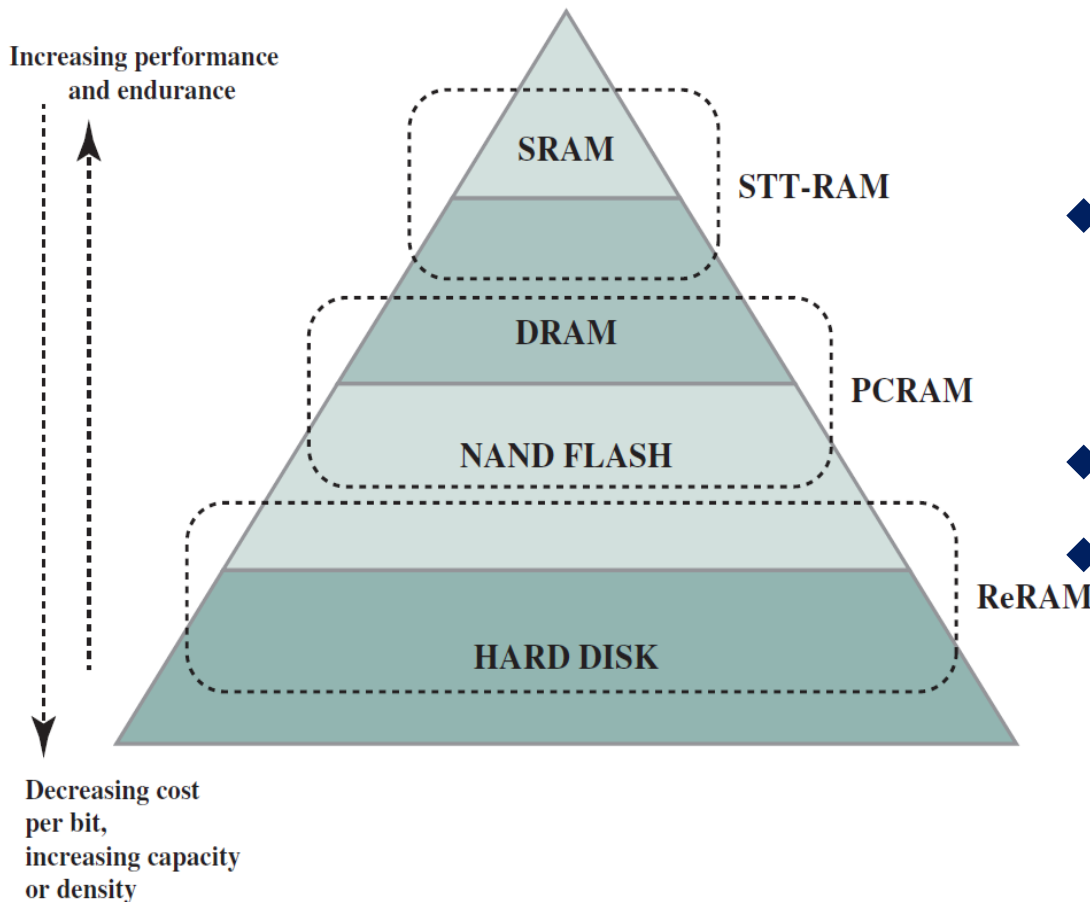 Increasing performance
and endurance
SRAM
STT-RAM
DRAM
PCRAM
NAND FLASH
ReRAM
HARD DISK
Decreasing cost
per bit,
increasing capacity
or density